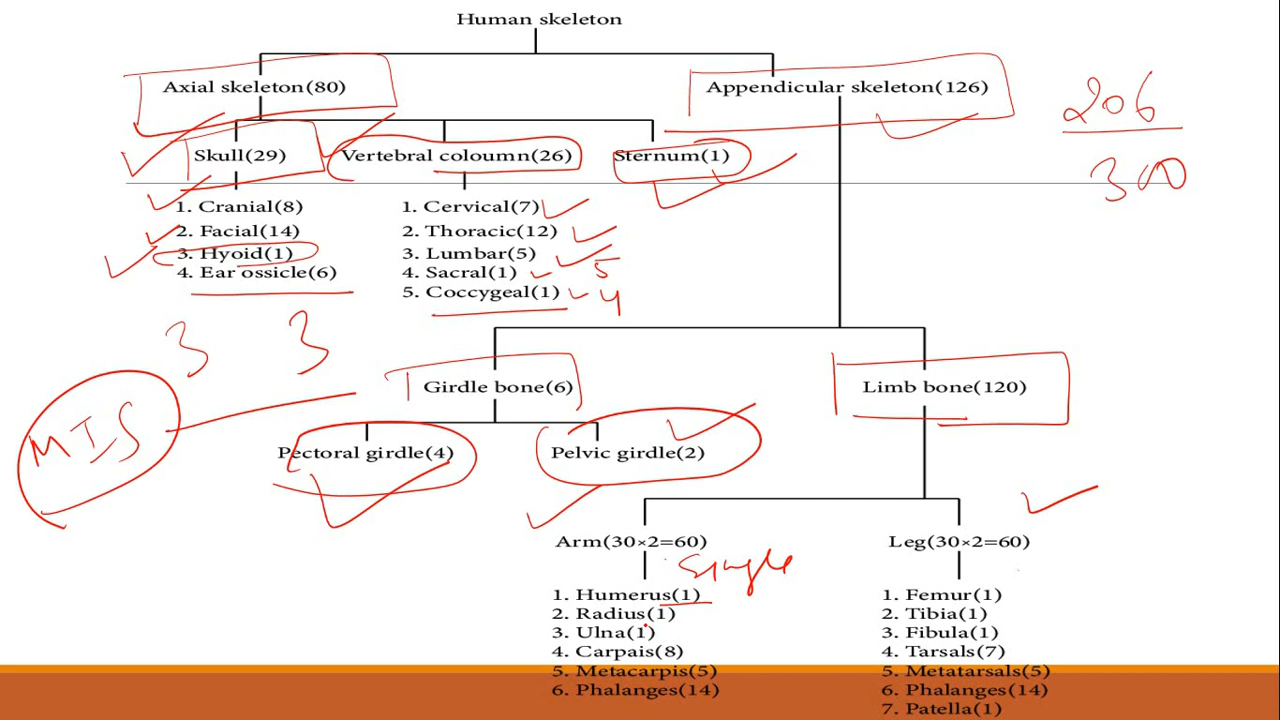 Human skeleton
Axial skeleton(80)
Appendicular skeleton(126)
206
300
Skull(29)
Vertebral coloumn(26)
Sternum(1)
1. Cranial(8)
2. Facial(14)
3. Hyoid(1)
4. Ear ossicle(6)
1. Cervical(7)
2. Thoracic(12)
3. Lumbar(5)
4. Sacral(1) 5
5. Coccygeal(1) 4
3 3
MIS
Girdle bone(6)
Limb bone(120)
Pectoral girdle(4)
Pelvic girdle(2)
Arm(30×2=60)
Leg(30×2=60)
Single
1. Humerus(1)
2. Radius(1)
3. Ulna(1)
4. Carpais(8)
5. Metacarpis(5)
6. Phalanges(14)
1. Femur(1)
2. Tibia(1)
3. Fibula(1)
4. Tarsals(7)
5. Metatarsals(5)
6. Phalanges(14)
7. Patella(1)